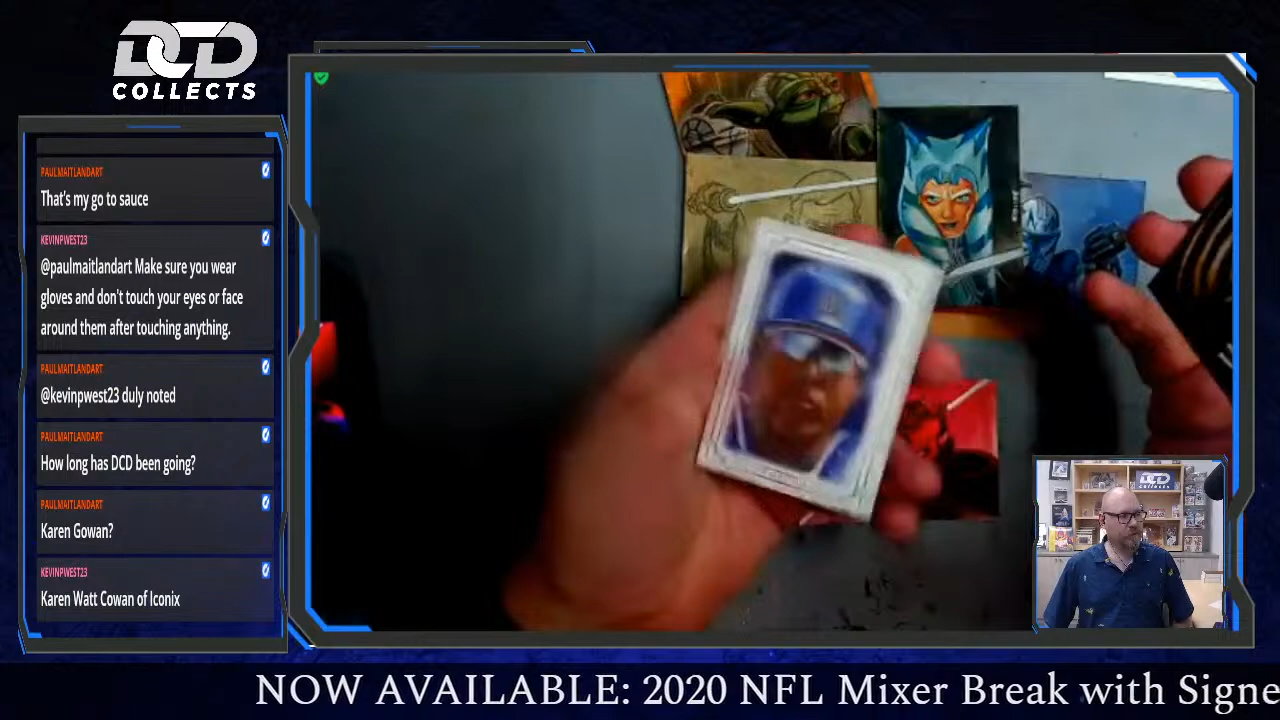 DCD
COLLECTS
PAULMAITLANDART
That's my go to sauce
KEVINPWEST23
@paulmaitlandart Make sure you wear
gloves and don't touch your eyes or face
around them after touching anything.
PAULMAITLANDART
@kevinpwest23 duly noted
PAULMAITLANDART
How long has DCD been going?
PAULMAITLANDART
Karen Gowan?
KEVINPWEST23
Karen Watt Cowan of Iconix
DCD
COLLECTS
NOW AVAILABLE: 2020 NFL Mixer Break with Signe